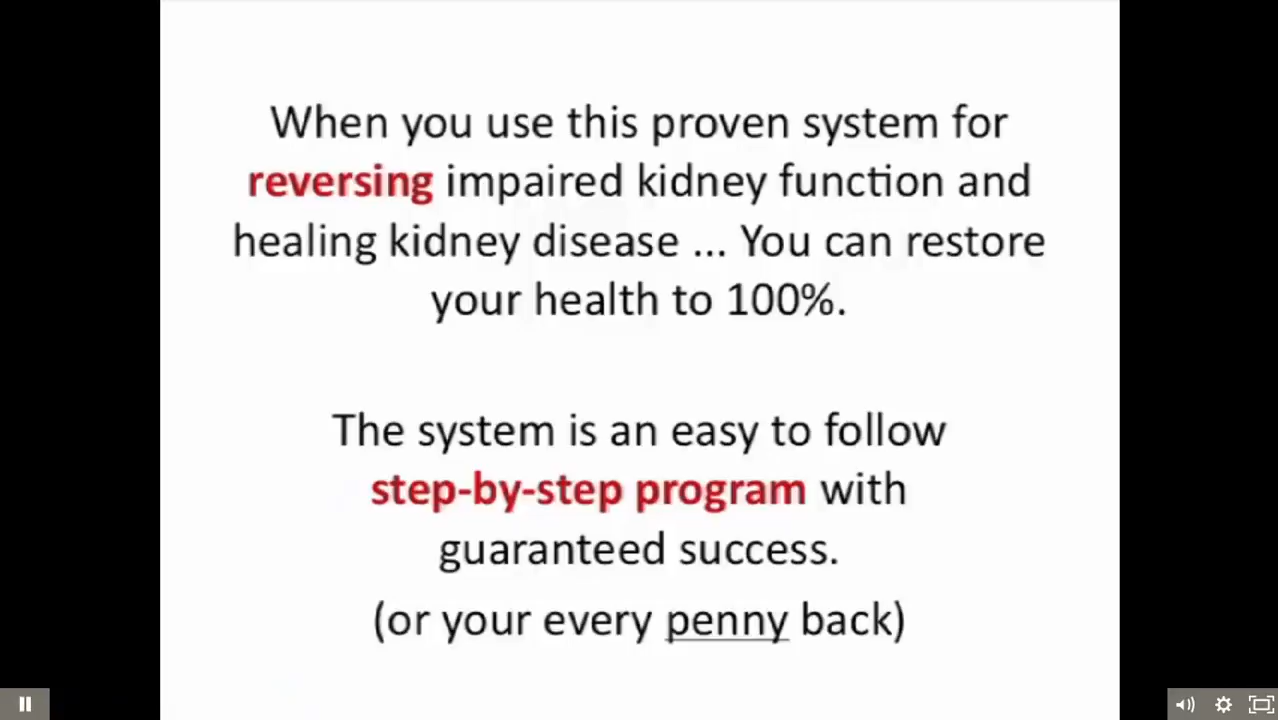 When you use this proven system for
reversing impaired kidney function and
healing kidney disease ... You can restore
your health to 100%.
The system is an easy to follow
step-by-step program with
guaranteed success.
(or your every penny back)